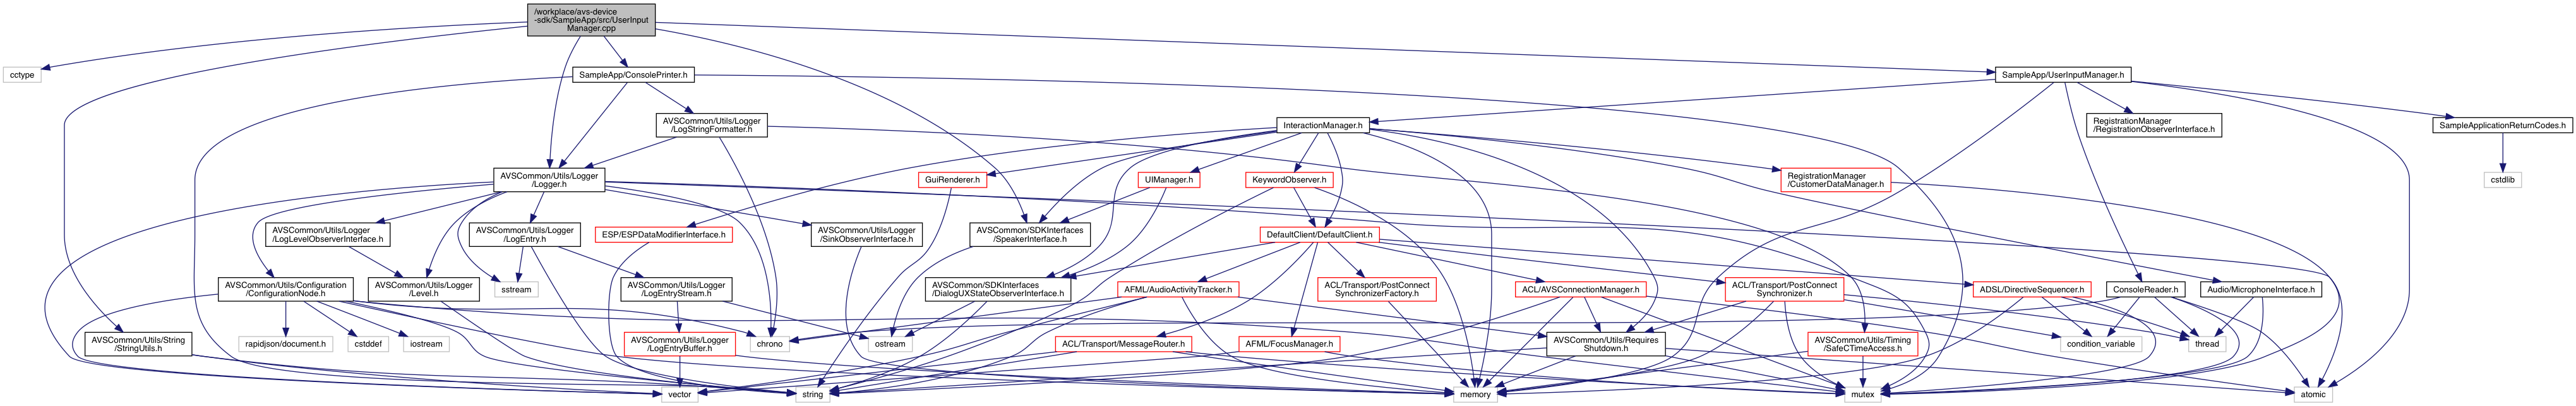 /workplace/avs-device
-sdk/SampleApp/src/UserInput
Manager.cpp
cctype
SampleApp/ConsolePrinter.h
SampleApp/UserInputManager.h
AVSCommon/Utils/Logger
/LogStringFormatter.h
InteractionManager.h
RegistrationManager
/RegistrationObserverInterface.h
SampleApplicationReturnCodes.h
AVSCommon/Utils/Logger
/Logger.h
GuiRenderer.h
UIManager.h
KeywordObserver.h
RegistrationManager
/CustomerDataManager.h
cstdlib
AVSCommon/Utils/Logger
/LogLevelObserverInterface.h
AVSCommon/Utils/Logger
/LogEntry.h
ESP/ESPDataModifierInterface.h
AVSCommon/Utils/Logger
/SinkObserverInterface.h
AVSCommon/SDKInterfaces
/SpeakerInterface.h
DefaultClient/DefaultClient.h
AVSCommon/Utils/Configuration
/ConfigurationNode.h
AVSCommon/Utils/Logger
/Level.h
sstream
AVSCommon/Utils/Logger
/LogEntryStream.h
AVSCommon/SDKInterfaces
/DialogUXStateObserverInterface.h
AFML/AudioActivityTracker.h
ACL/Transport/PostConnect
SynchronizerFactory.h
ACL/AVSConnectionManager.h
ACL/Transport/PostConnect
Synchronizer.h
ADSL/DirectiveSequencer.h
ConsoleReader.h
Audio/MicrophoneInterface.h
AVSCommon/Utils/String
/StringUtils.h
rapidjson/document.h
cstddef
iostream
AVSCommon/Utils/Logger
/LogEntryBuffer.h
chrono
ostream
ACL/Transport/MessageRouter.h
AFML/FocusManager.h
AVSCommon/Utils/Requires
Shutdown.h
AVSCommon/Utils/Timing
/SafeCTimeAccess.h
condition_variable
thread
vector
string
memory
mutex
atomic